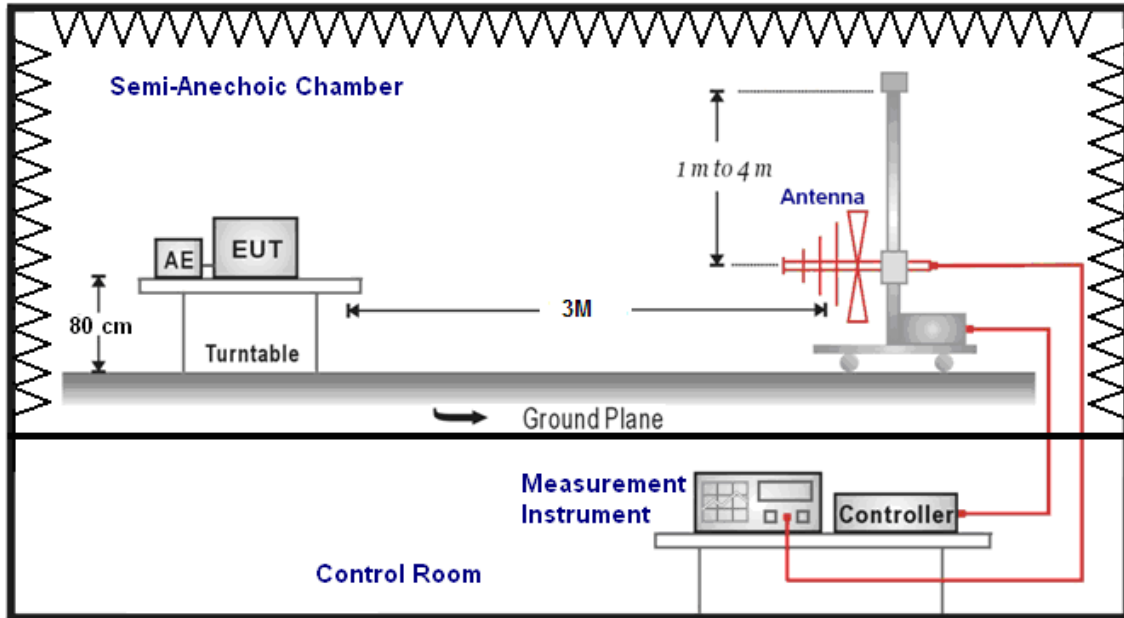 Semi-Anechoic Chamber
1 m to 4 m
Antenna
AE
EUT
80 cm
3M
Turntable
Ground Plane
Measurement
Instrument
Controller
Control Room